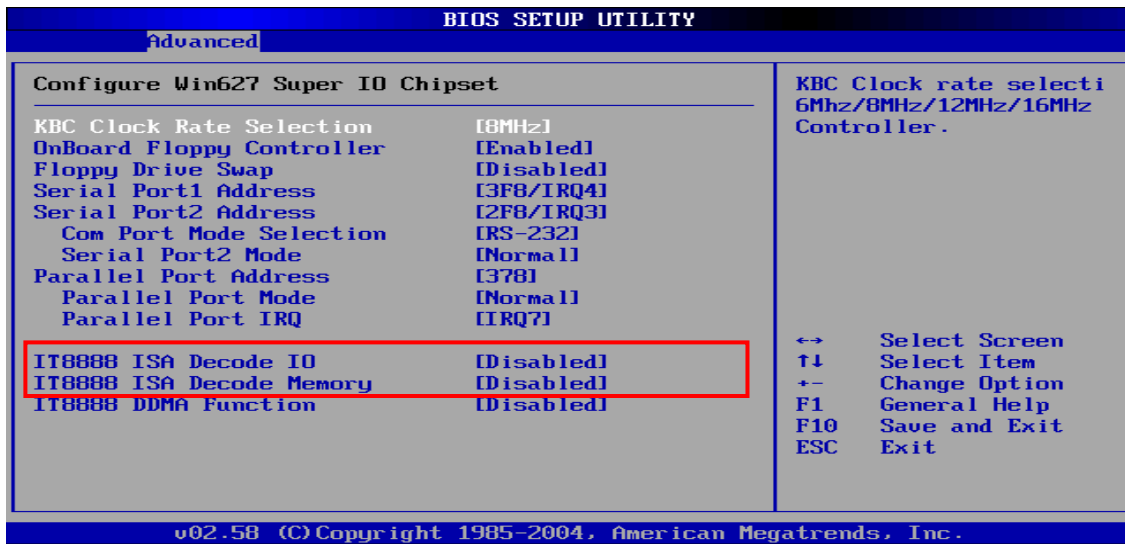 BIOS SETUP UTILITY
Advanced
Configure Win627 Super IO Chipset
KBC Clock Rate Selection [8MHz]
OnBoard Floppy Controller [Enabled]
Floppy Drive Swap [Disabled]
Serial Port1 Address [3F8/IRQ4]
Serial Port2 Address [2F8/IRQ3]
Com Port Mode Selection [RS-232]
Serial Port2 Mode [Normal]
Parallel Port Address [378]
Parallel Port Mode [Normal]
Parallel Port IRQ [IRQ7]
IT8888 ISA Decode IO [Disabled]
IT8888 ISA Decode Memory [Disabled]
IT8888 DDMA Function [Disabled]
KBC Clock rate selecti
6Mhz/8MHz/12MHz/16MHz
Controller.
↔ Select Screen
↑↓ Select Item
+- Change Option
F1 General Help
F10 Save and Exit
ESC Exit
v02.58 (C)Copyright 1985-2004, American Megatrends, Inc.